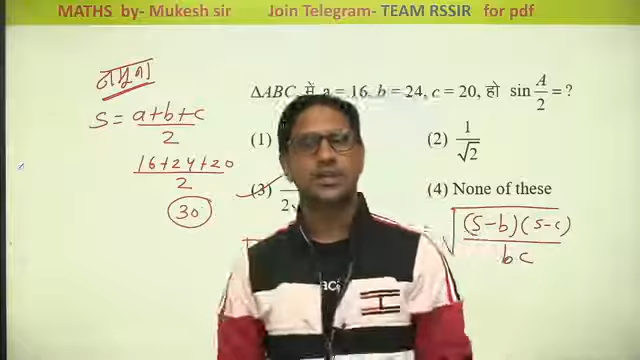 MATHS by- Mukesh sir Join Telegram- TEAM RSSIR for pdf
नमूना
ΔABC में a = 16, b = 24, c = 20, हो sin A/2 = ?
S = a+b+c / 2
(1)
(2) 1/√2
16+24+20 / 2
(3)
(4) None of these
30
= √((s-b)(s-c) / bc)